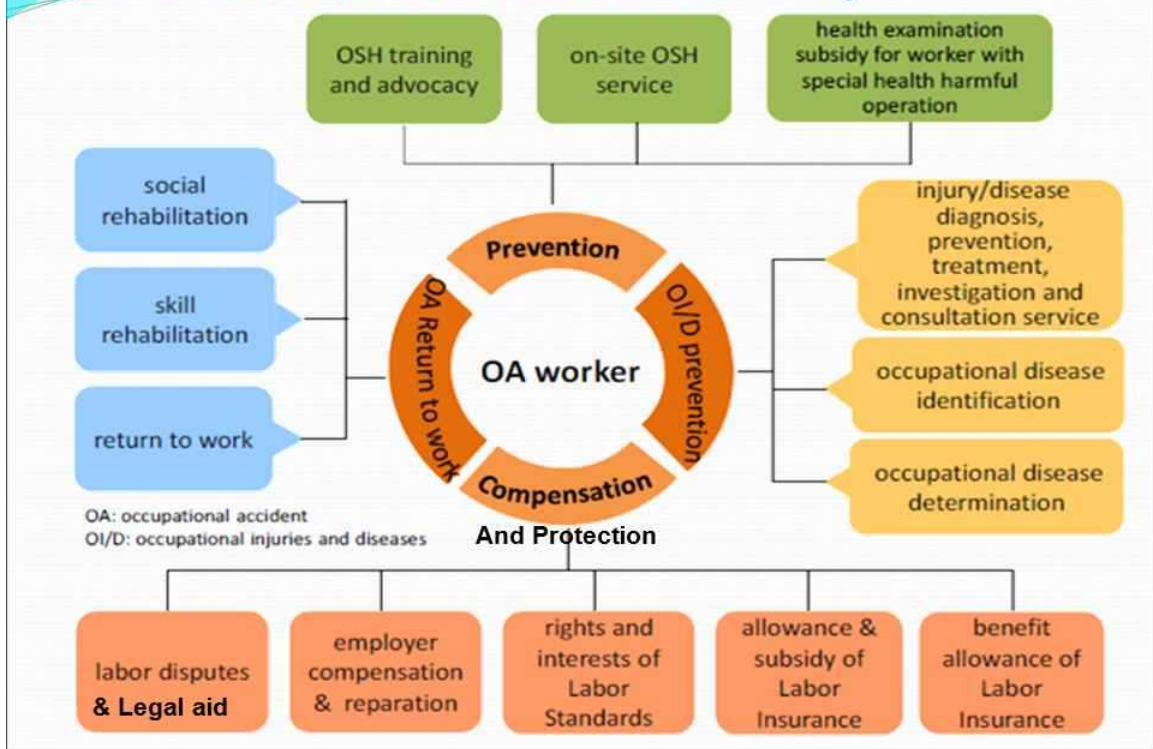 OSH training
and advocacy
on-site OSH
service
health examination
subsidy for worker with
special health harmful
operation
social
rehabilitation
skill
rehabilitation
return to work
Prevention
OI/D prevention
OA Return to work
OA worker
Compensation
And Protection
injury/disease
diagnosis,
prevention,
treatment,
investigation and
consultation service
occupational disease
identification
occupational disease
determination
OA: occupational accident
OI/D: occupational injuries and diseases
labor disputes
& Legal aid
employer
compensation
& reparation
rights and
interests of
Labor
Standards
allowance &
subsidy of
Labor
Insurance
benefit
allowance of
Labor
Insurance